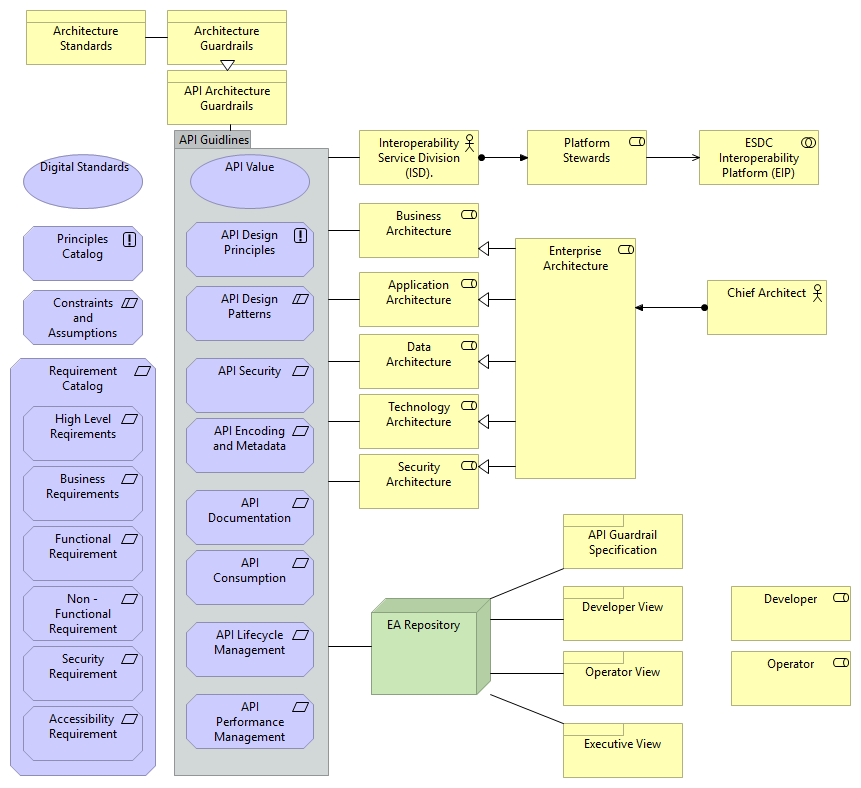 Architecture
Standards
Architecture
Guardrails
API Architecture
Guardrails
Digital Standards
Principles
Catalog
Constraints
and
Assumptions
Requirement
Catalog
High Level
Reqirements
Business
Requirements
Functional
Requirement
Non -
Functional
Requirement
Security
Requirement
Accessibility
Requirement
API Guidlines
API Value
API Design
Principles
API Design
Patterns
API Security
API Encoding
and Metadata
API
Documentation
API
Consumption
API Lifecycle
Management
API
Performance
Management
Interoperability
Service Division
(ISD).
Platform
Stewards
ESDC
Interoperability
Platform (EIP)
Business
Architecture
Application
Architecture
Data
Architecture
Technology
Architecture
Security
Architecture
Enterprise
Architecture
Chief Architect
EA Repository
API Guardrail
Specification
Developer View
Operator View
Executive View
Developer
Operator